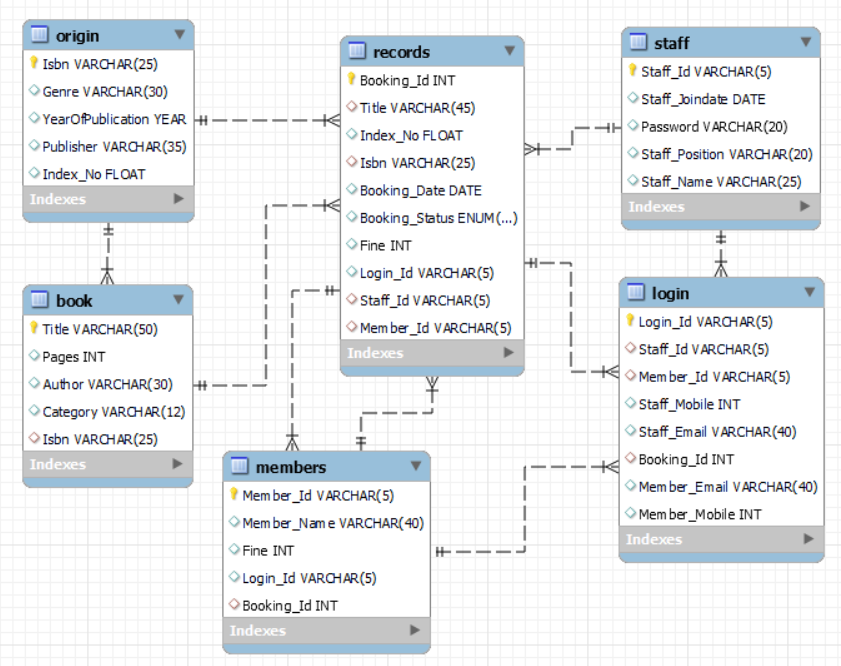 origin
Isbn VARCHAR(25)
Genre VARCHAR(30)
YearOfPublication YEAR
Publisher VARCHAR(35)
Index_No FLOAT
Indexes
records
Booking_Id INT
Title VARCHAR(45)
Index_No FLOAT
Isbn VARCHAR(25)
Booking_Date DATE
Booking_Status ENUM(...)
Fine INT
Login_Id VARCHAR(5)
Staff_Id VARCHAR(5)
Member_Id VARCHAR(5)
Indexes
staff
Staff_Id VARCHAR(5)
Staff_Joindate DATE
Password VARCHAR(20)
Staff_Position VARCHAR(20)
Staff_Name VARCHAR(25)
Indexes
book
Title VARCHAR(50)
Pages INT
Author VARCHAR(30)
Category VARCHAR(12)
Isbn VARCHAR(25)
Indexes
login
Login_Id VARCHAR(5)
Staff_Id VARCHAR(5)
Member_Id VARCHAR(5)
Staff_Mobile INT
Staff_Email VARCHAR(40)
Booking_Id INT
Member_Email VARCHAR(40)
Member_Mobile INT
Indexes
members
Member_Id VARCHAR(5)
Member_Name VARCHAR(40)
Fine INT
Login_Id VARCHAR(5)
Booking_Id INT
Indexes